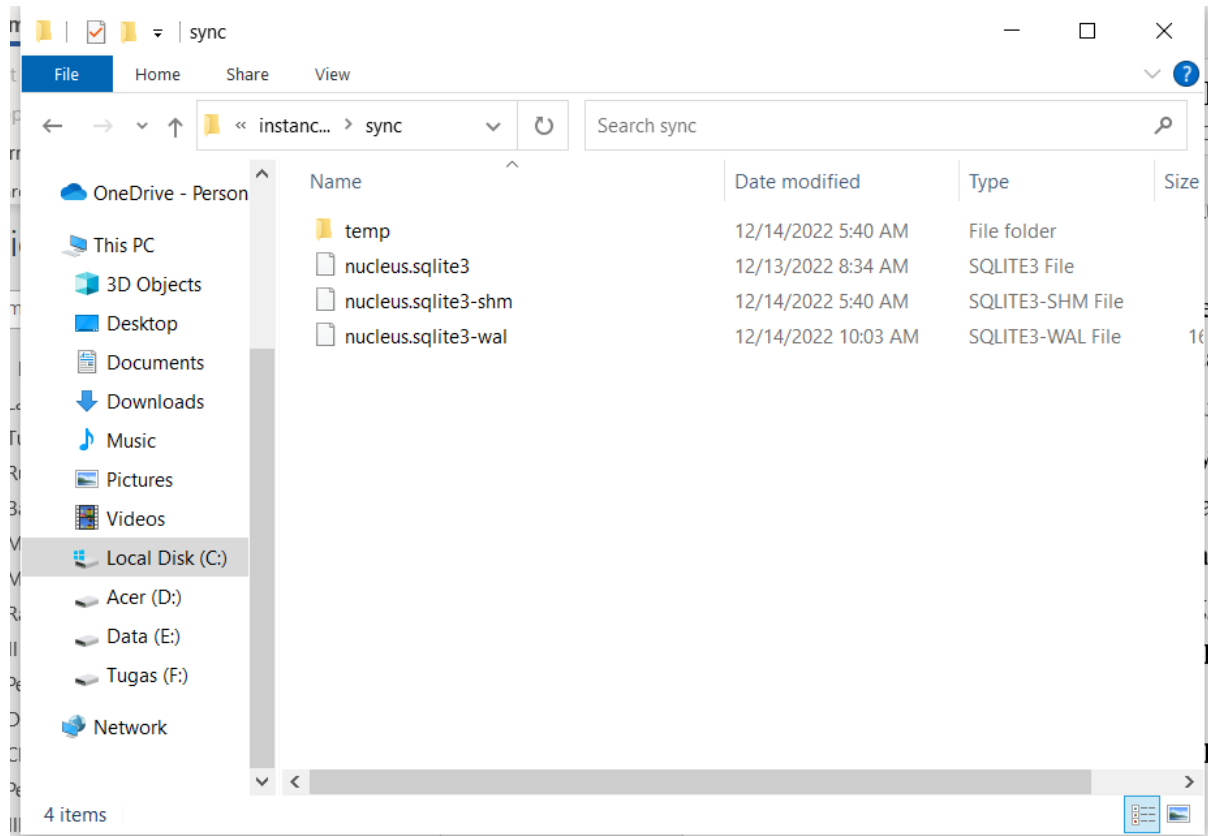 sync
File Home Share View
« instanc... > sync Search sync
Name Date modified Type Size
OneDrive - Person
This PC
3D Objects
Desktop
Documents
Downloads
Music
Pictures
Videos
Local Disk (C:)
Acer (D:)
Data (E:)
Tugas (F:)
Network
temp 12/14/2022 5:40 AM File folder
nucleus.sqlite3 12/13/2022 8:34 AM SQLITE3 File
nucleus.sqlite3-shm 12/14/2022 5:40 AM SQLITE3-SHM File
nucleus.sqlite3-wal 12/14/2022 10:03 AM SQLITE3-WAL File 16
4 items